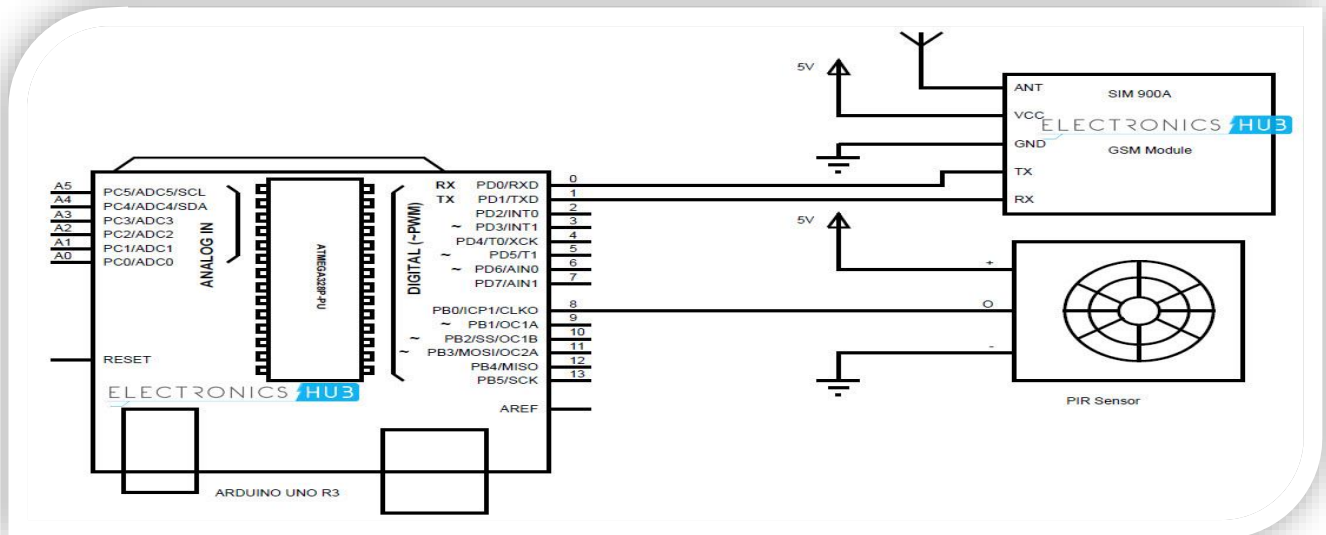 5V
ANT
SIM 900A
VCC
ELECTRONICS HUB
GND
GSM Module
TX
RX
A5 PC5/ADC5/SCL
A4 PC4/ADC4/SDA
A3 PC3/ADC3
A2 PC2/ADC2
A1 PC1/ADC1
A0 PC0/ADC0
ANALOG IN
RESET
ATMEGA328P-PU
DIGITAL (~PWM)
RX PD0/RXD 0
TX PD1/TXD 1
PD2/INT0 2
~ PD3/INT1 3
PD4/T0/XCK 4
~ PD5/T1 5
~ PD6/AIN0 6
PD7/AIN1 7
PB0/ICP1/CLKO 8
~ PB1/OC1A 9
~ PB2/SS/OC1B 10
~ PB3/MOSI/OC2A 11
PB4/MISO 12
PB5/SCK 13
AREF
ELECTRONICS HUB
ARDUINO UNO R3
5V
+
O
-
PIR Sensor